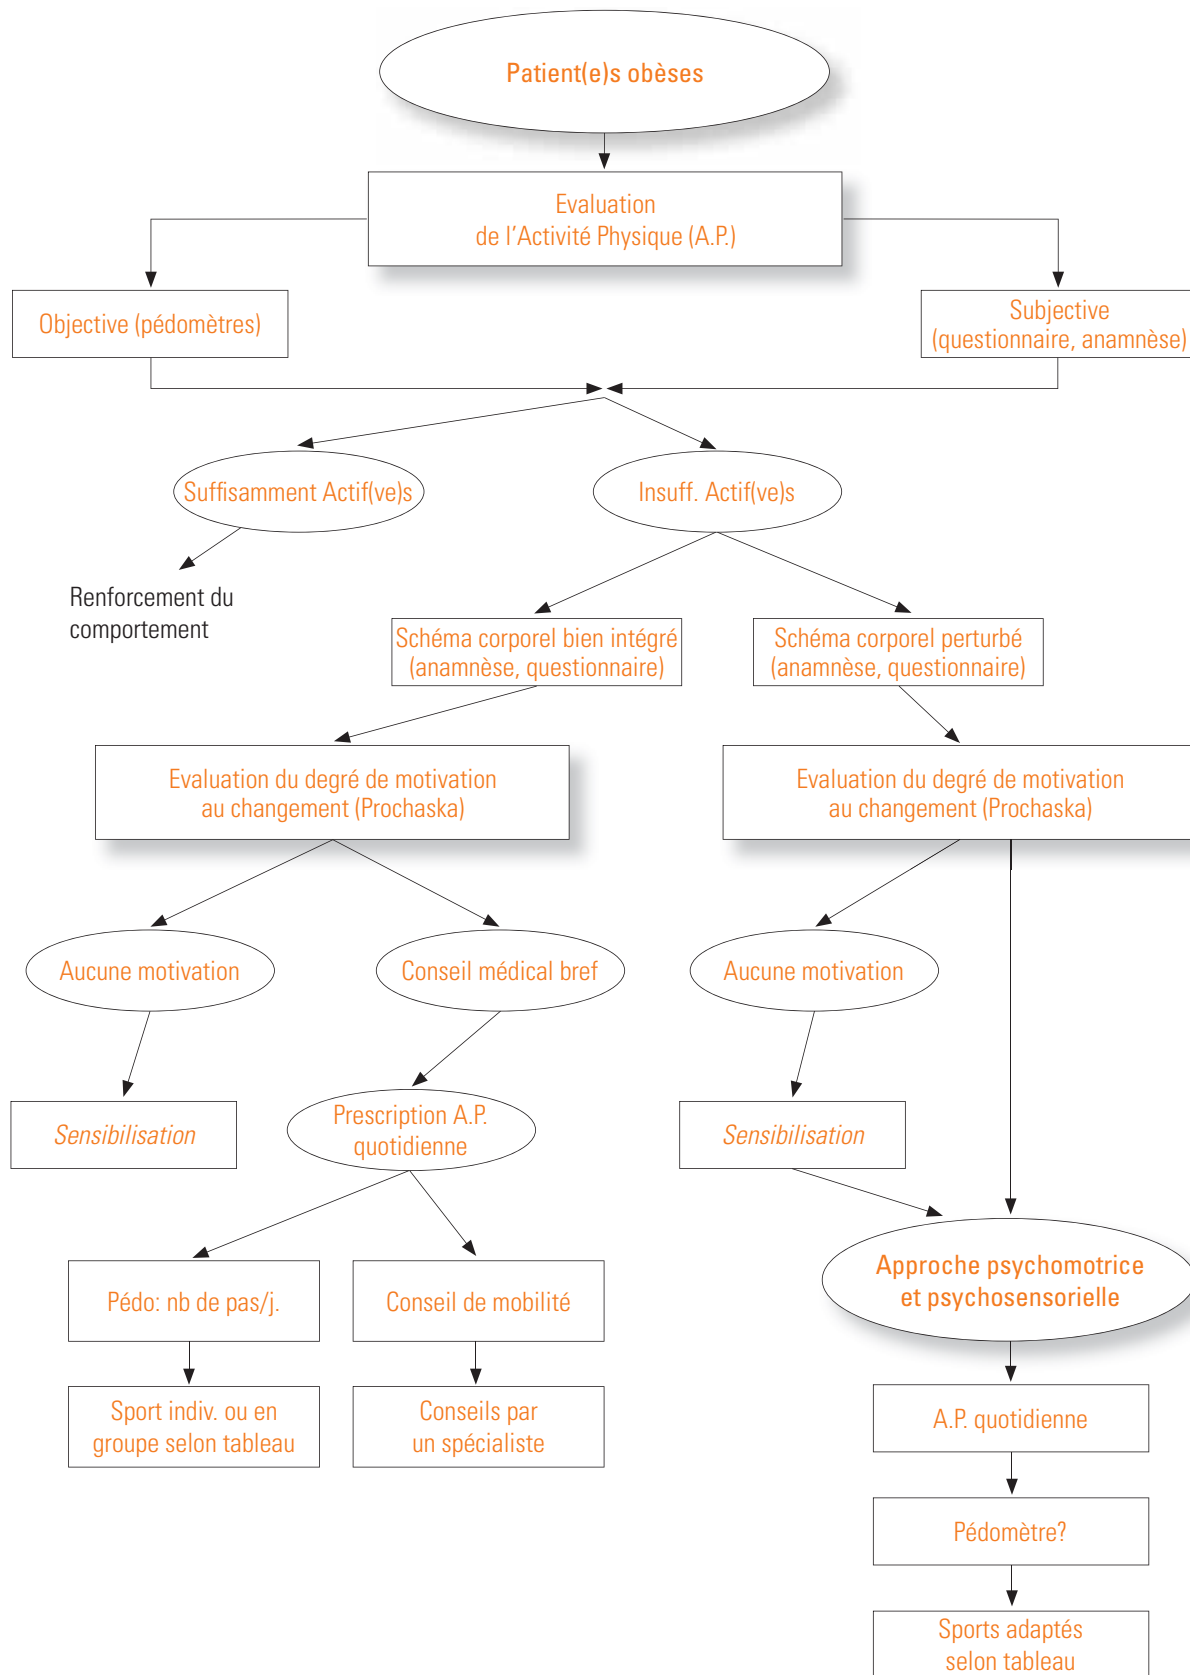 Patient(e)s obèses
Evaluation
de l'Activité Physique (A.P.)
Objective (pédomètres)
Subjective
(questionnaire, anamnèse)
Suffisamment Actif(ve)s
Insuff. Actif(ve)s
Renforcement du
comportement
Schéma corporel bien intégré
(anamnèse, questionnaire)
Schéma corporel perturbé
(anamnèse, questionnaire)
Evaluation du degré de motivation
au changement (Prochaska)
Evaluation du degré de motivation
au changement (Prochaska)
Aucune motivation
Conseil médical bref
Aucune motivation
Sensibilisation
Prescription A.P.
quotidienne
Sensibilisation
Pédo: nb de pas/j.
Conseil de mobilité
Approche psychomotrice
et psychosensorielle
Sport indiv. ou en
groupe selon tableau
Conseils par
un spécialiste
A.P. quotidienne
Pédomètre?
Sports adaptés
selon tableau